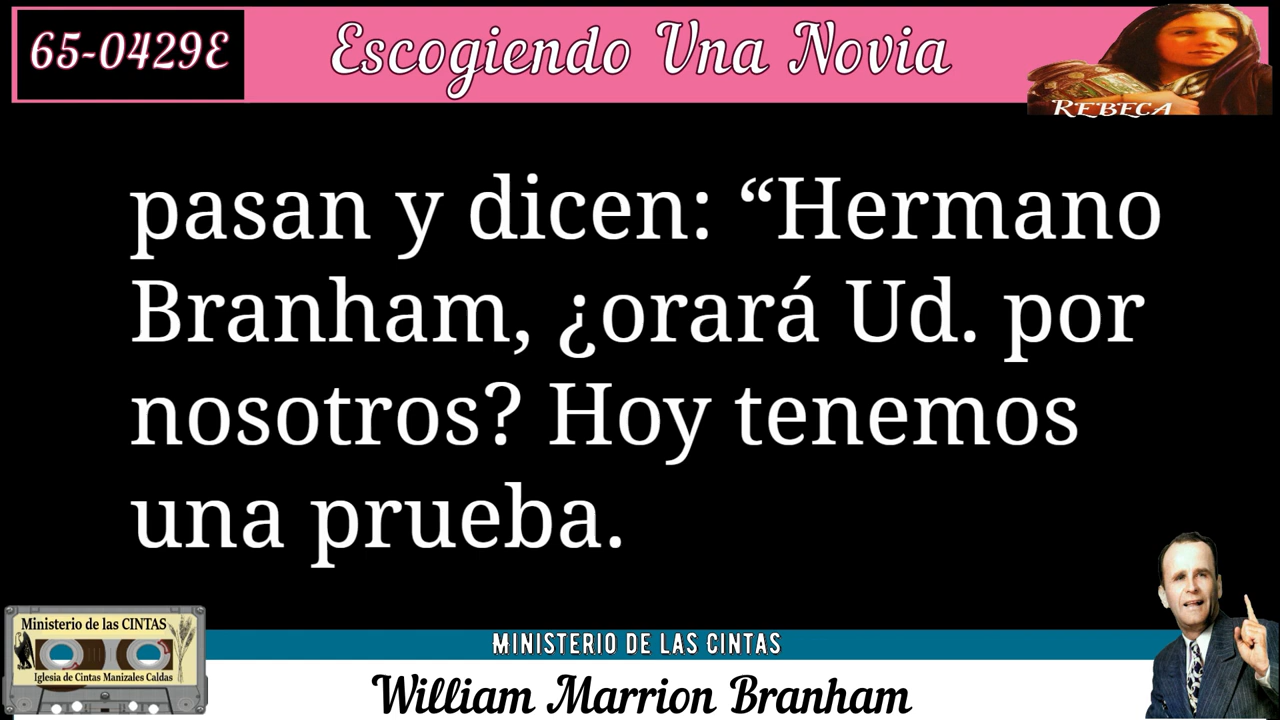 65-0429E
Escogiendo Una Novia
REBECA
pasan y dicen: “Hermano
Branham, ¿orará Ud. por
nosotros? Hoy tenemos
una prueba.
Ministerio de las CINTAS
Iglesia de Cintas Manizales Caldas
MINISTERIO DE LAS CINTAS
William Marrion Branham